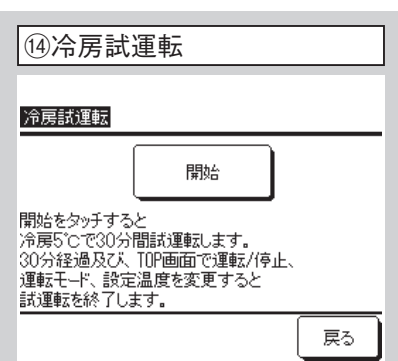 ⑭冷房試運転
冷房試運転
開始
開始をタッチすると
冷房5℃で30分間試運転します。
30分経過及び、TOP画面で運転/停止、
運転モード、設定温度を変更すると
試運転を終了します。
戻る